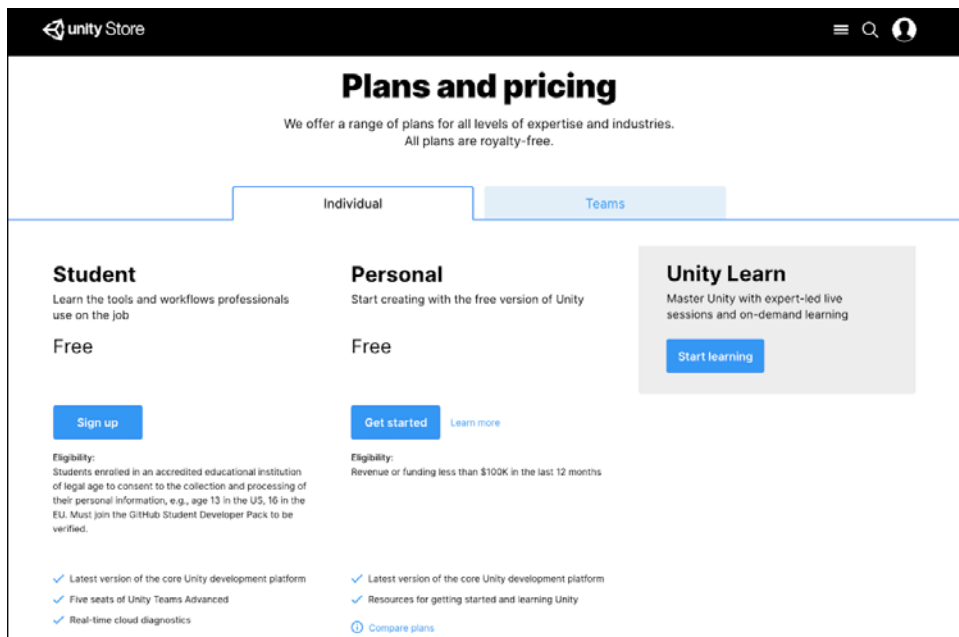 unity Store
Plans and pricing
We offer a range of plans for all levels of expertise and industries.
All plans are royalty-free.
Individual
Teams
Student
Learn the tools and workflows professionals
use on the job
Free
Sign up
Eligibility:
Students enrolled in an accredited educational institution
of legal age to consent to the collection and processing of
their personal information, e.g., age 13 in the US, 16 in the
EU. Must join the GitHub Student Developer Pack to be
verified.
Latest version of the core Unity development platform
Five seats of Unity Teams Advanced
Real-time cloud diagnostics
Personal
Start creating with the free version of Unity
Free
Get started
Learn more
Eligibility:
Revenue or funding less than $100K in the last 12 months
Latest version of the core Unity development platform
Resources for getting started and learning Unity
Compare plans
Unity Learn
Master Unity with expert-led live
sessions and on-demand learning
Start learning